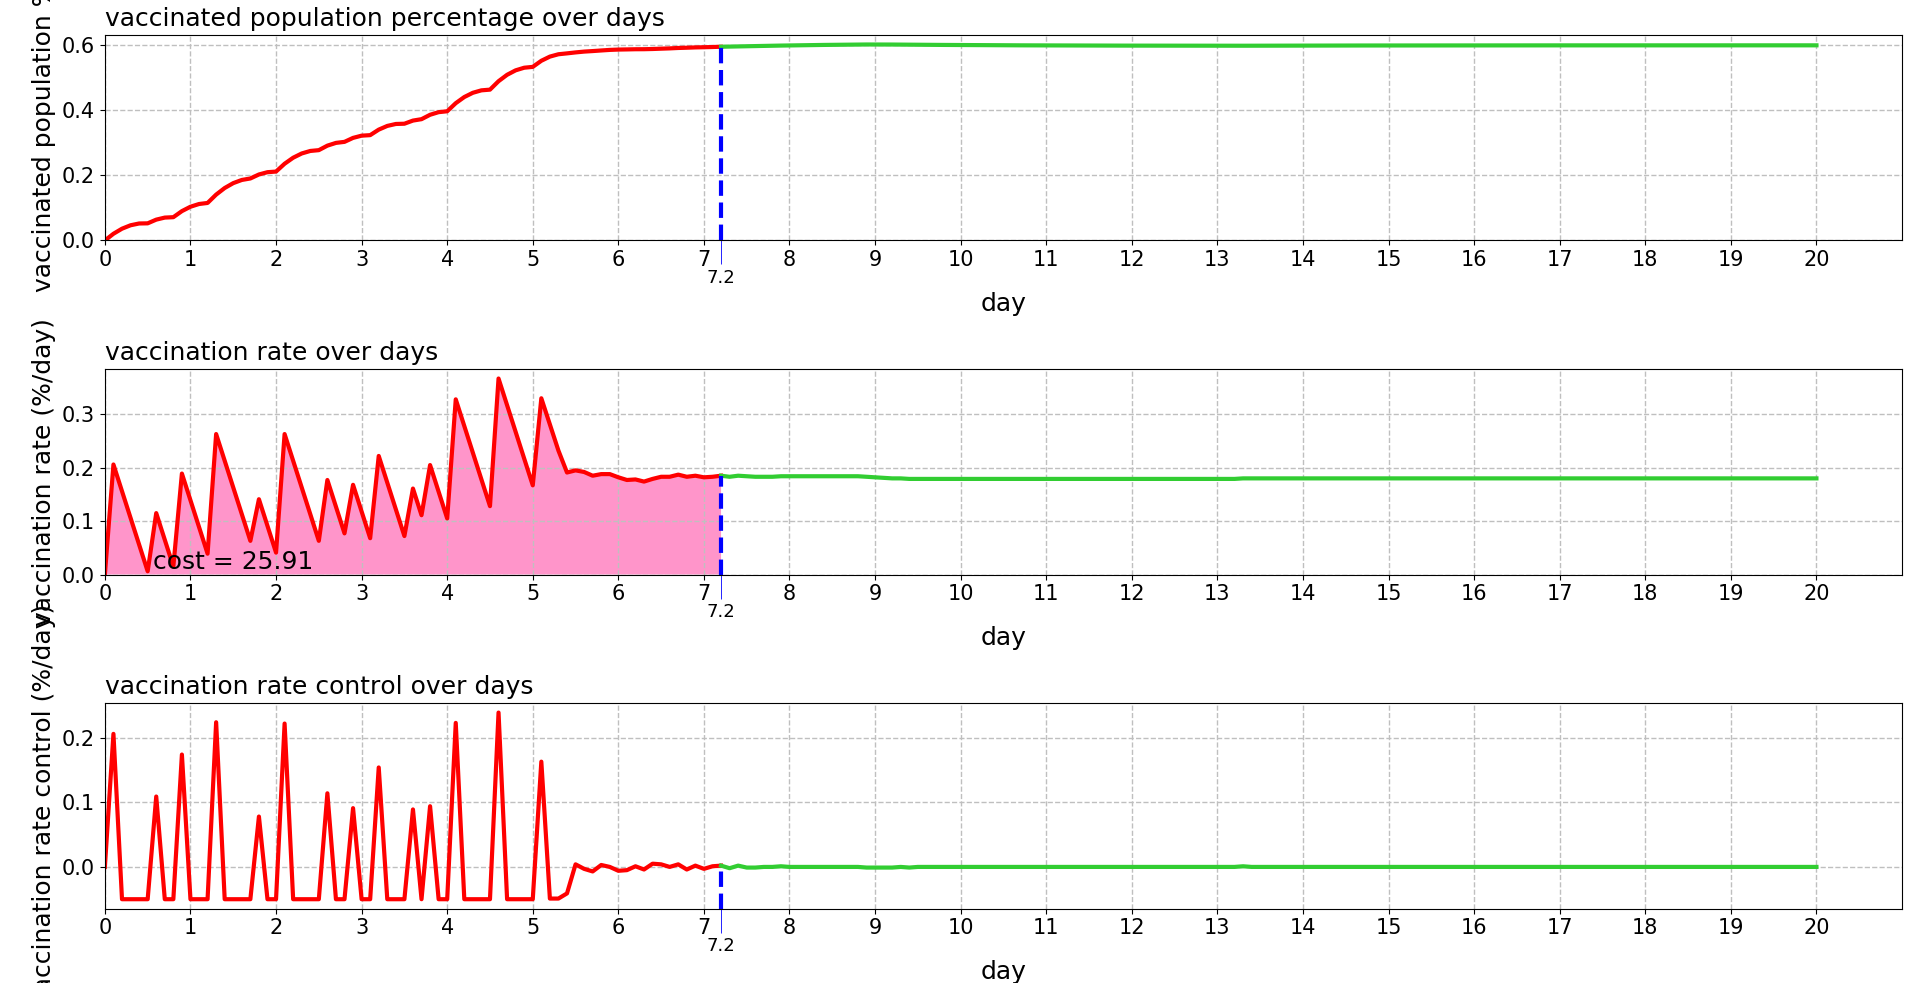 vaccinated population percentage over days
vaccinated population %
0.6
0.4
0.2
0.0
0 1 2 3 4 5 6 7 8 9 10 11 12 13 14 15 16 17 18 19 20
7.2
day
vaccination rate over days
vaccination rate (%/day)
0.3
0.2
0.1
0.0
cost = 25.91
0 1 2 3 4 5 6 7 8 9 10 11 12 13 14 15 16 17 18 19 20
7.2
day
vaccination rate control over days
accination rate control (%/day)
0.2
0.1
0.0
0 1 2 3 4 5 6 7 8 9 10 11 12 13 14 15 16 17 18 19 20
7.2
day